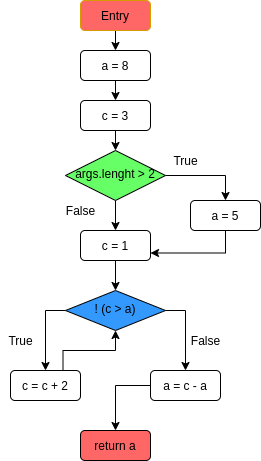 Entry
a = 8
c = 3
args.lenght > 2
True
False
a = 5
c = 1
! (c > a)
True
False
c = c + 2
a = c - a
return a